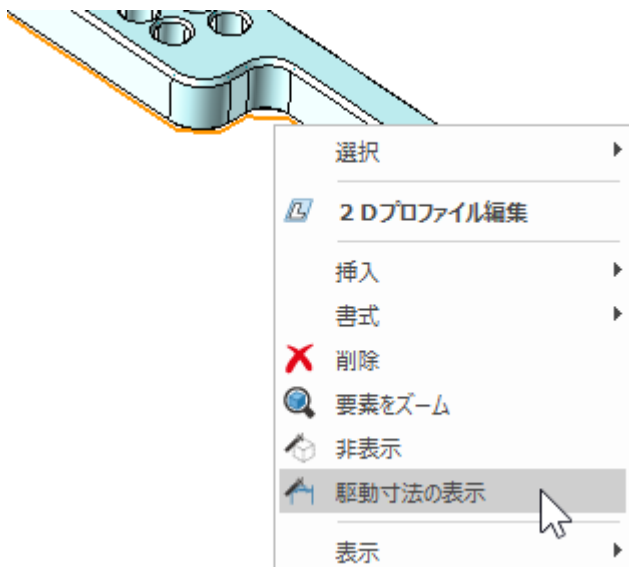 選択
２Ｄプロファイル編集
挿入
書式
削除
要素をズーム
非表示
駆動寸法の表示
表示